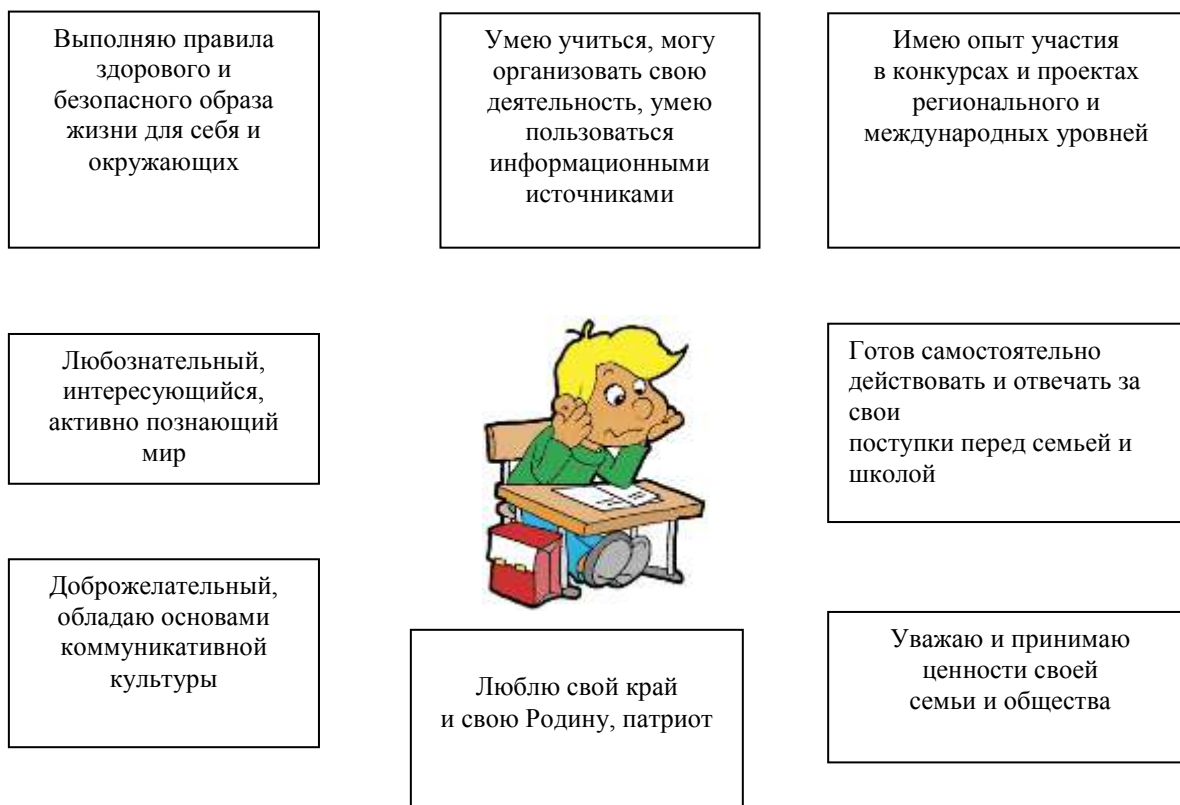 Выполняю правила
здорового и
безопасного образа
жизни для себя и
окружающих
Умею учиться, могу
организовать свою
деятельность, умею
пользоваться
информационными
источниками
Имею опыт участия
в конкурсах и проектах
регионального и
международных уровней
Любознательный,
интересующийся,
активно познающий
мир
Готов самостоятельно
действовать и отвечать за
свои
поступки перед семьей и
школой
Доброжелательный,
обладаю основами
коммуникативной
культуры
Люблю свой край
и свою Родину, патриот
Уважаю и принимаю
ценности своей
семьи и общества